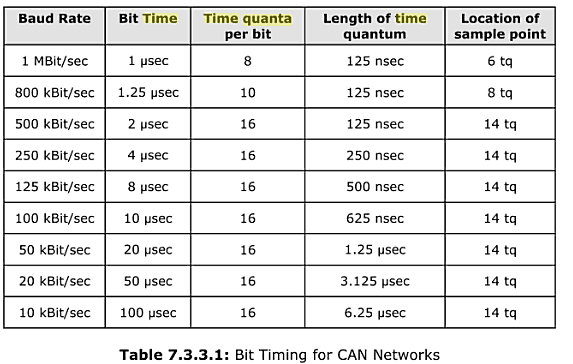 Baud Rate Bit Time Time quanta per bit Length of time quantum Location of sample point
1 MBit/sec 1 µsec 8 125 nsec 6 tq
800 kBit/sec 1.25 µsec 10 125 nsec 8 tq
500 kBit/sec 2 µsec 16 125 nsec 14 tq
250 kBit/sec 4 µsec 16 250 nsec 14 tq
125 kBit/sec 8 µsec 16 500 nsec 14 tq
100 kBit/sec 10 µsec 16 625 nsec 14 tq
50 kBit/sec 20 µsec 16 1.25 µsec 14 tq
20 kBit/sec 50 µsec 16 3.125 µsec 14 tq
10 kBit/sec 100 µsec 16 6.25 µsec 14 tq
Table 7.3.3.1: Bit Timing for CAN Networks